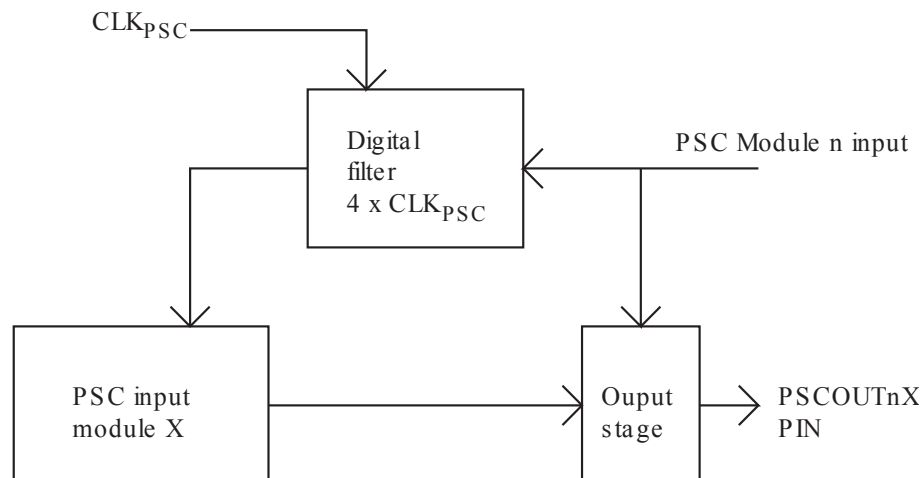 CLKPSC
Digital
filter
4 x CLKPSC
PSC Module n input
PSC input
module X
Ouput
stage
PSCOUTnX
PIN